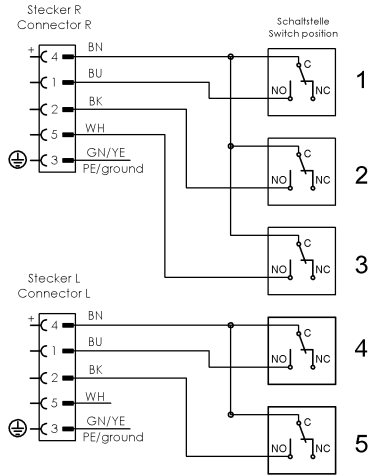 Stecker R
Connector R
Schaltstelle
Switch position
+
4 BN
1 BU
2 BK
5 WH
3 GN/YE
PE/ground
C
NO NC
1
C
NO NC
2
C
NO NC
3
Stecker L
Connector L
+
4 BN
1 BU
2 BK
5 WH
3 GN/YE
PE/ground
C
NO NC
4
C
NO NC
5